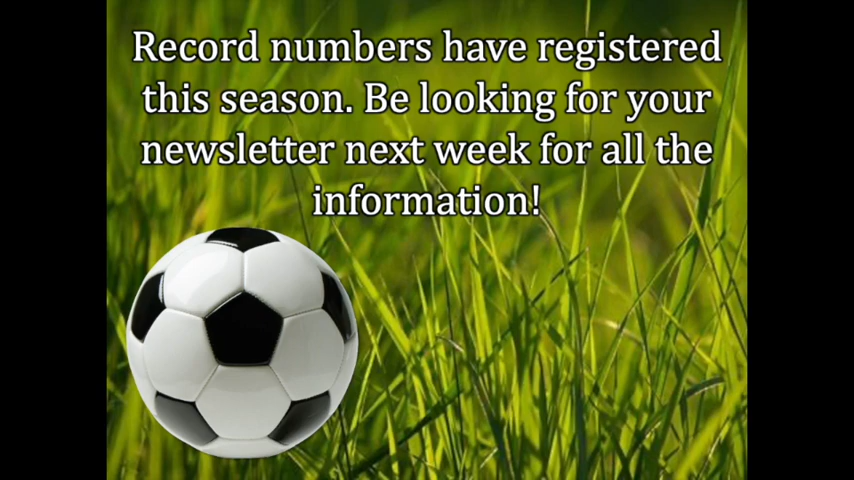 Record numbers have registered
this season. Be looking for your
newsletter next week for all the
information!